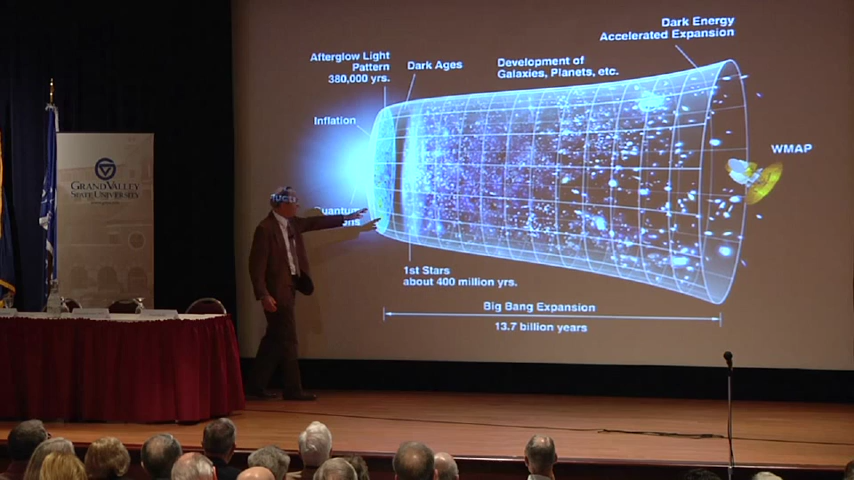 Dark Energy
Accelerated Expansion
Afterglow Light
Pattern
380,000 yrs.
Dark Ages
Development of
Galaxies, Planets, etc.
Inflation
WMAP
GRAND VALLEY
STATE UNIVERSITY
Quantum
1st Stars
about 400 million yrs.
Big Bang Expansion
13.7 billion years